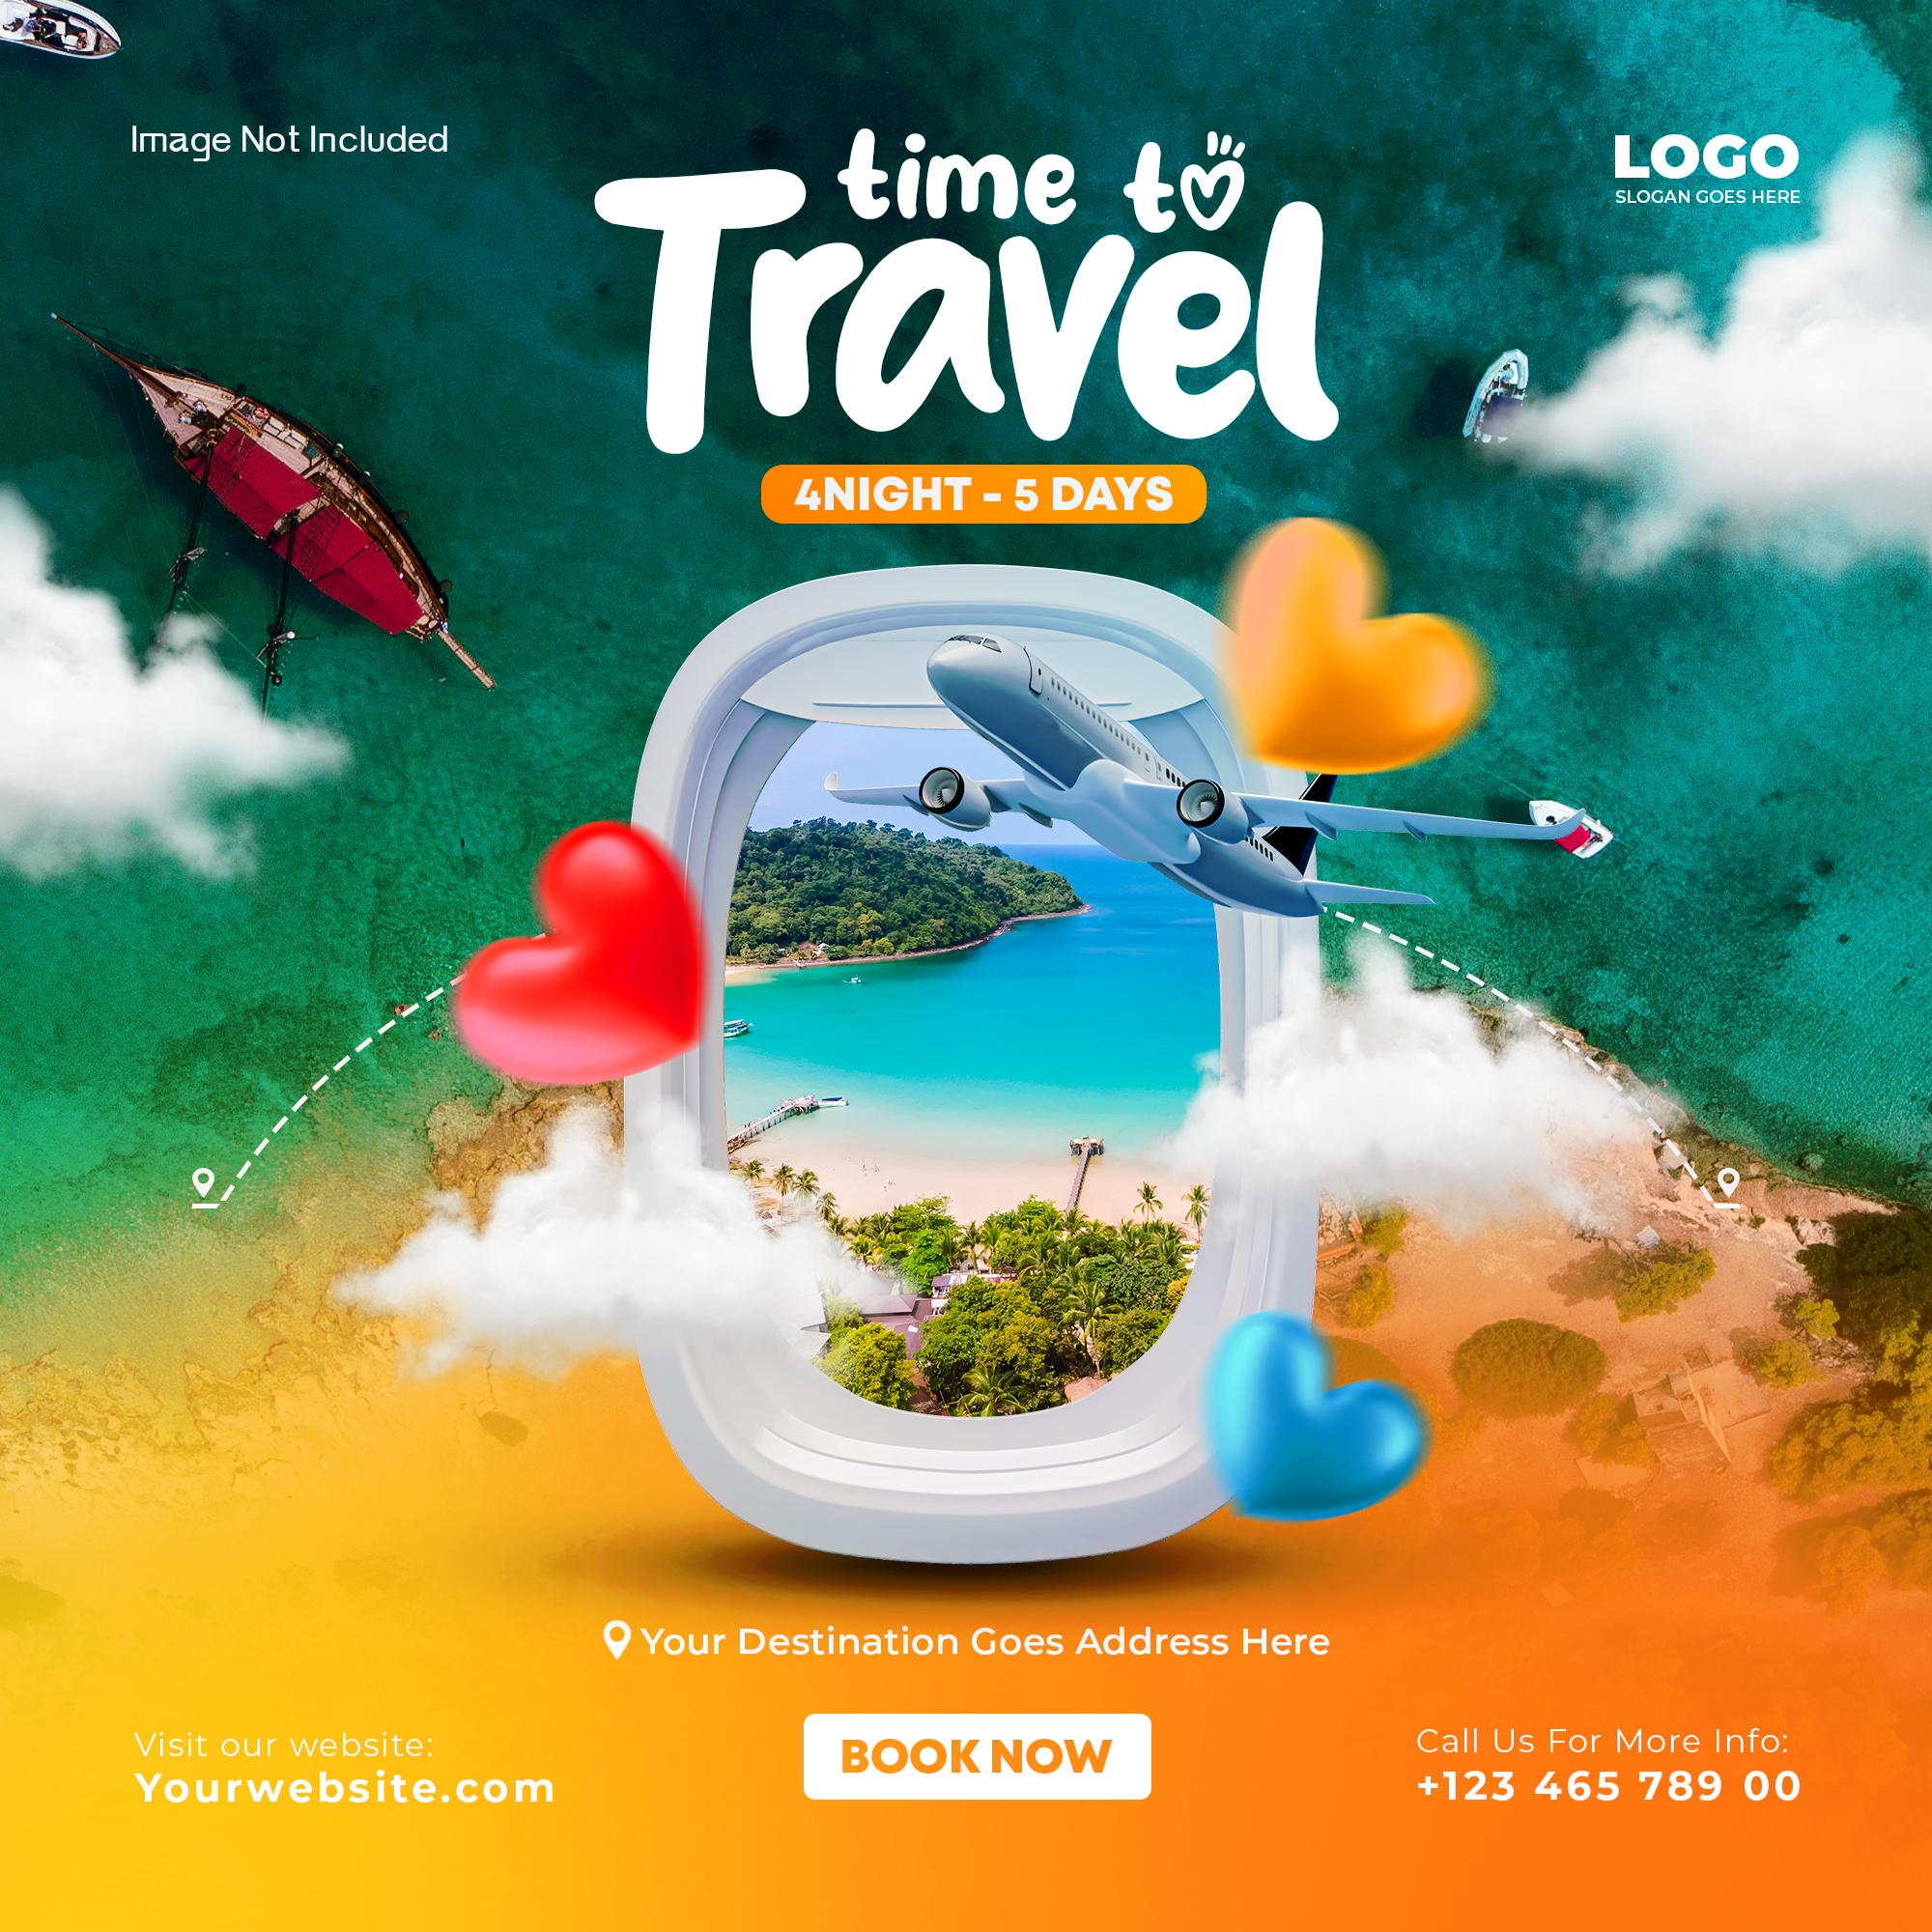 Image Not Included
time to
Travel
LOGO
SLOGAN GOES HERE
4NIGHT - 5 DAYS
Your Destination Goes Address Here
Visit our website:
Yourwebsite.com
BOOK NOW
Call Us For More Info:
+123 465 789 00